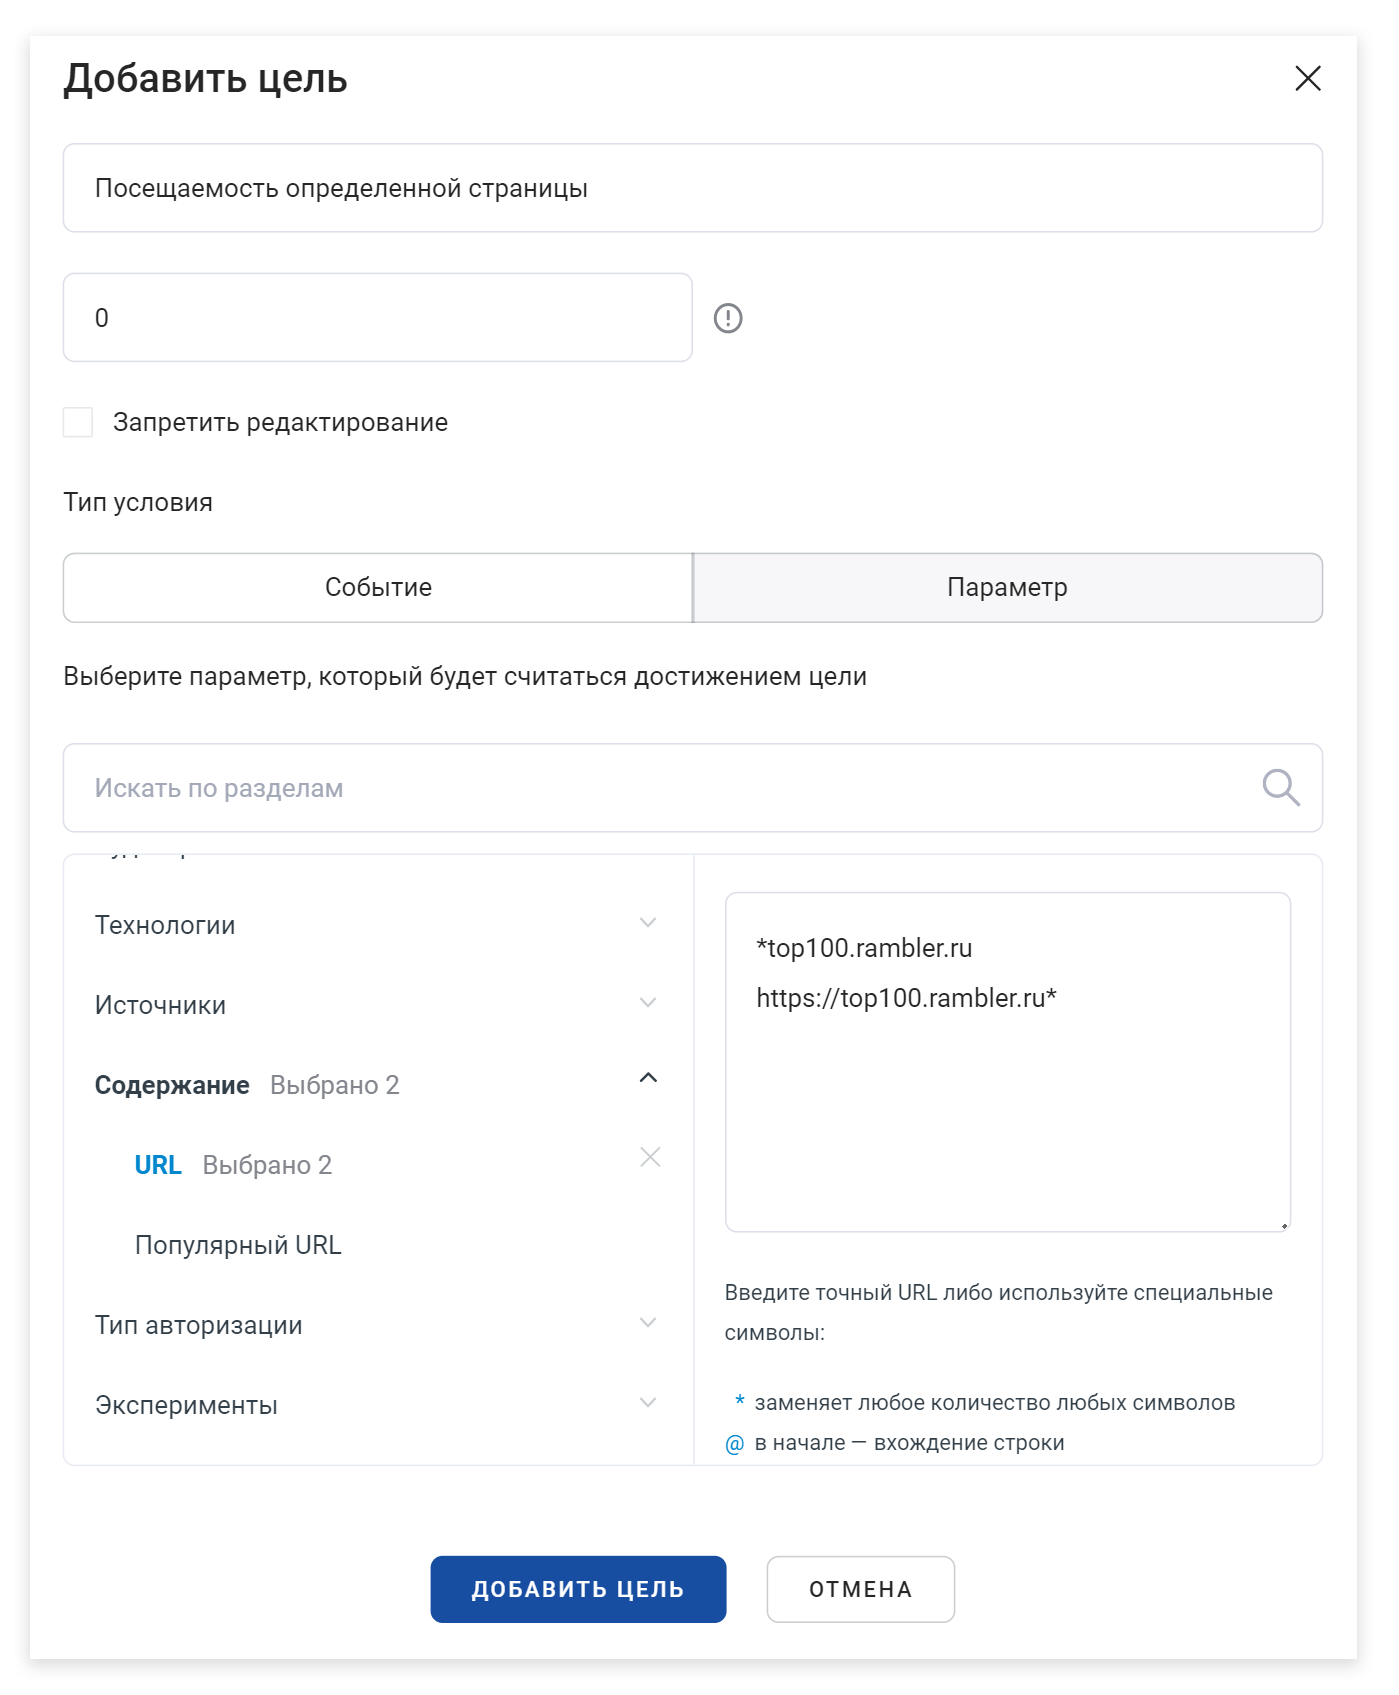 Добавить цель
Посещаемость определенной страницы
0
Запретить редактирование
Тип условия
Событие
Параметр
Выберите параметр, который будет считаться достижением цели
Искать по разделам
Технологии
Источники
Содержание Выбрано 2
URL Выбрано 2
Популярный URL
Тип авторизации
Эксперименты
*top100.rambler.ru
https://top100.rambler.ru*
Введите точный URL либо используйте специальные
символы:
* заменяет любое количество любых символов
@ в начале — вхождение строки
ДОБАВИТЬ ЦЕЛЬ
ОТМЕНА